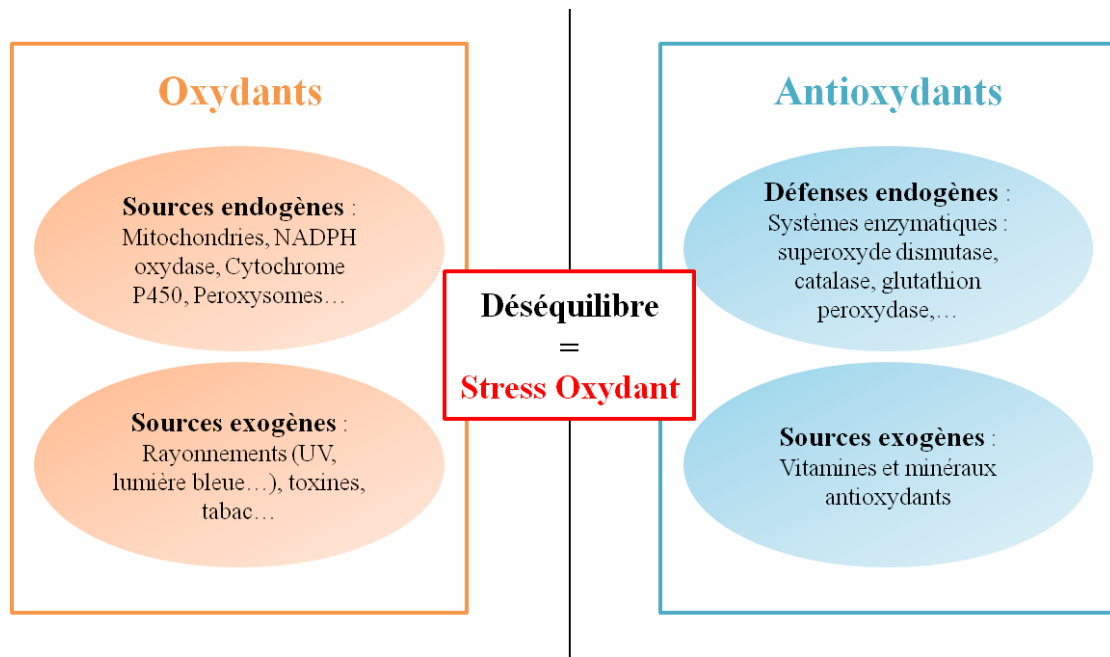 Oxydants
Sources endogènes :
Mitochondries, NADPH
oxydase, Cytochrome
P450, Peroxysomes…
Sources exogènes :
Rayonnements (UV,
lumière bleue…), toxines,
tabac…
Déséquilibre
=
Stress Oxydant
Antioxydants
Défenses endogènes :
Systèmes enzymatiques :
superoxyde dismutase,
catalase, glutathion
peroxydase,…
Sources exogènes :
Vitamines et minéraux
antioxydants